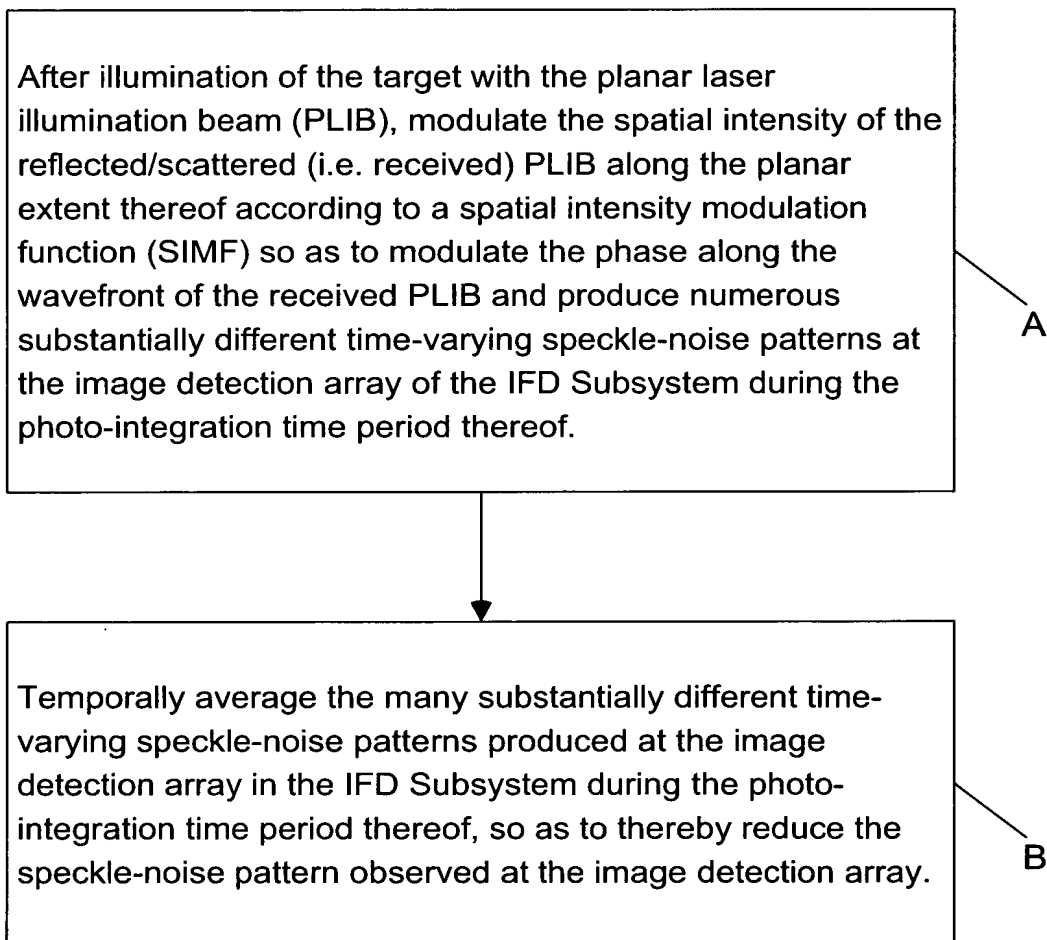 After illumination of the target with the planar laser
illumination beam (PLIB), modulate the spatial intensity of the
reflected/scattered (i.e. received) PLIB along the planar
extent thereof according to a spatial intensity modulation
function (SIMF) so as to modulate the phase along the
wavefront of the received PLIB and produce numerous
substantially different time-varying speckle-noise patterns at
the image detection array of the IFD Subsystem during the
photo-integration time period thereof.
A
Temporally average the many substantially different time-
varying speckle-noise patterns produced at the image
detection array in the IFD Subsystem during the photo-
integration time period thereof, so as to thereby reduce the
speckle-noise pattern observed at the image detection array.
B